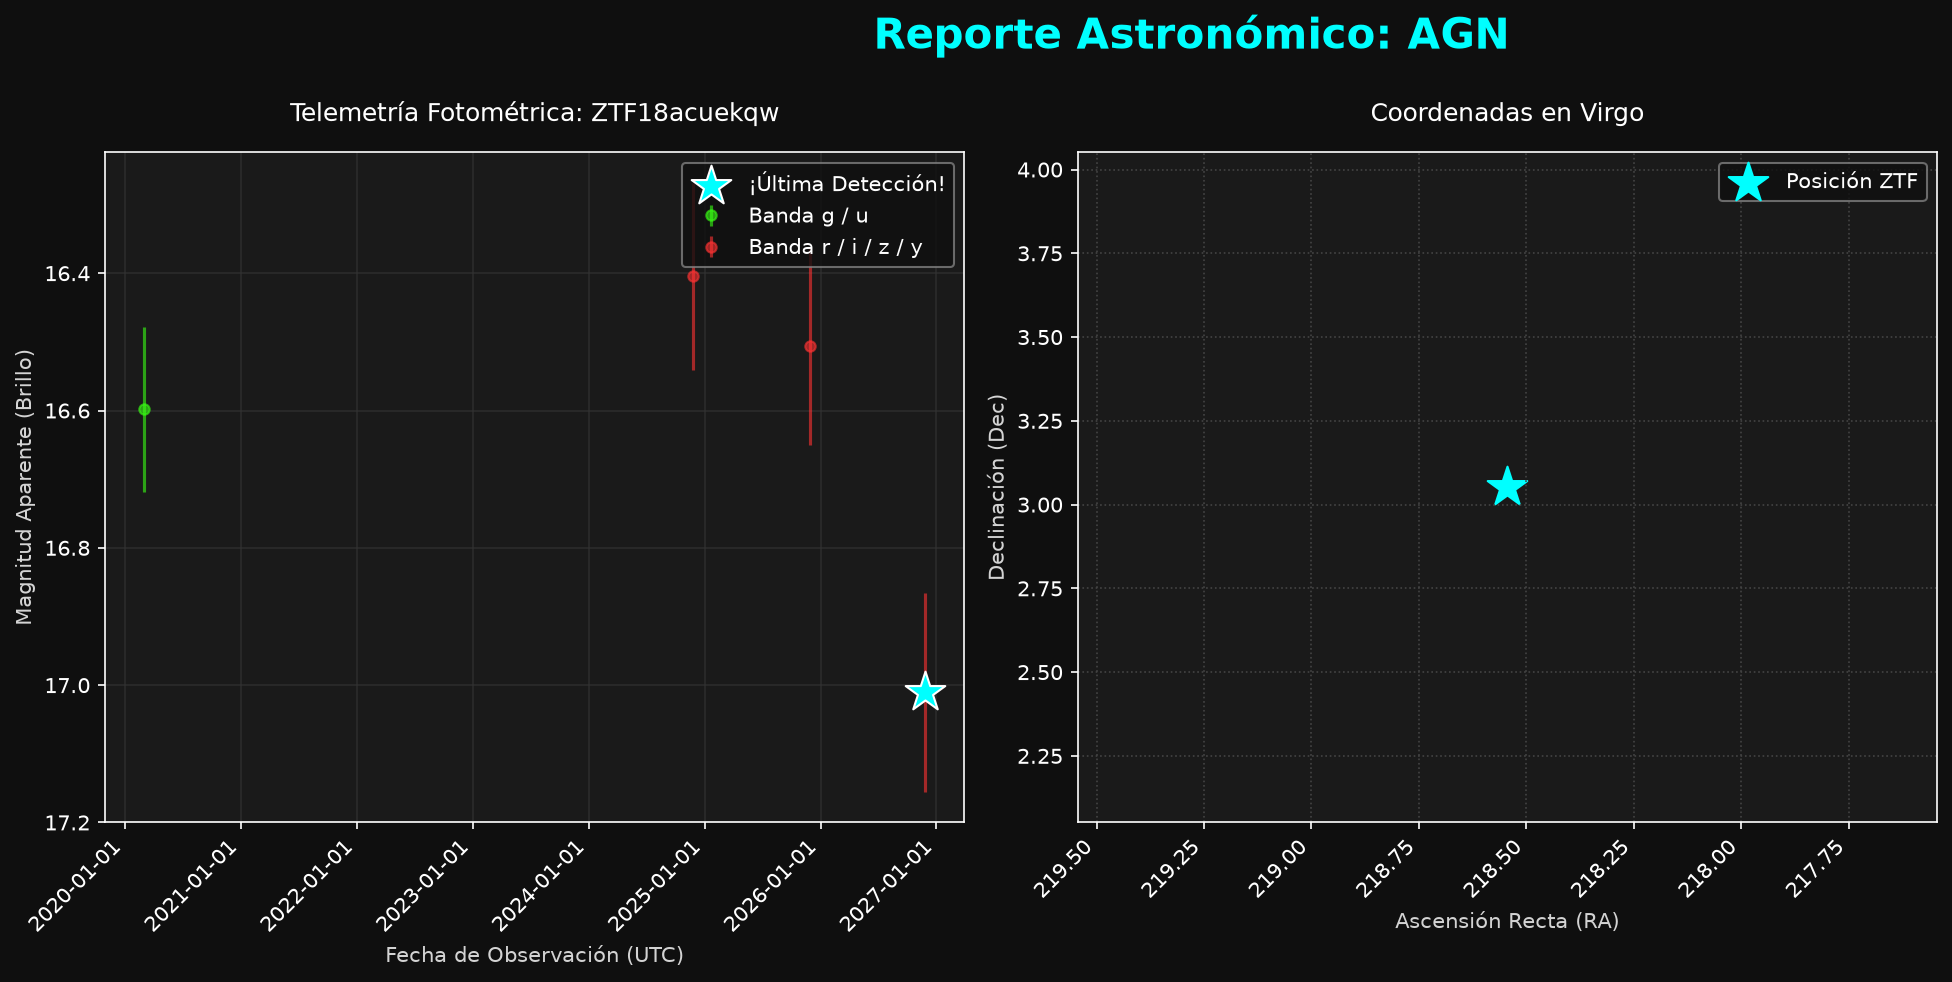 Reporte Astronómico: AGN
Telemetría Fotométrica: ZTF18acuekqw
¡Última Detección!
Banda g / u
Banda r / i / z / y
Magnitud Aparente (Brillo)
16.4
16.6
16.8
17.0
17.2
2020-01-01
2021-01-01
2022-01-01
2023-01-01
2024-01-01
2025-01-01
2026-01-01
2027-01-01
Fecha de Observación (UTC)
Coordenadas en Virgo
Posición ZTF
Declinación (Dec)
4.00
3.75
3.50
3.25
3.00
2.75
2.50
2.25
219.50
219.25
219.00
218.75
218.50
218.25
218.00
217.75
Ascensión Recta (RA)